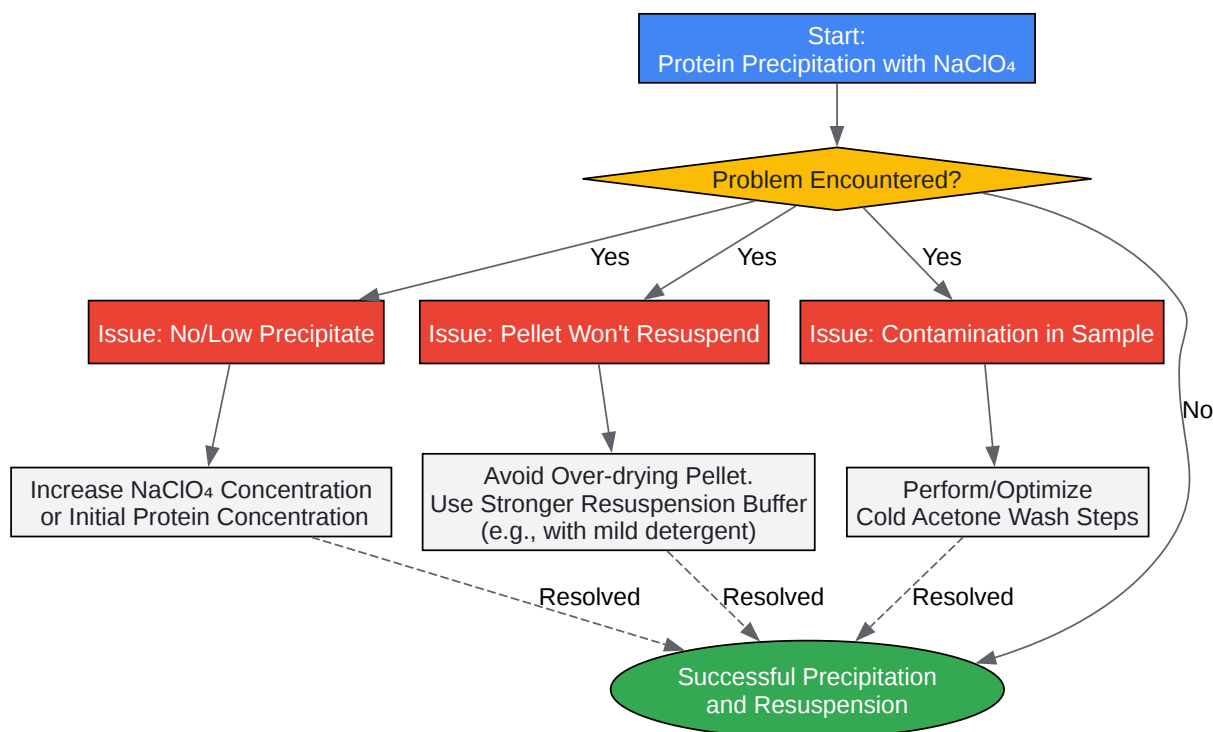 Start:
Protein Precipitation with NaClO₄
Problem Encountered?
Yes
Yes
Yes
Issue: No/Low Precipitate
Issue: Pellet Won't Resuspend
Issue: Contamination in Sample
No
Increase NaClO₄ Concentration
or Initial Protein Concentration
Avoid Over-drying Pellet.
Use Stronger Resuspension Buffer
(e.g., with mild detergent)
Perform/Optimize
Cold Acetone Wash Steps
Resolved
Resolved
Resolved
Successful Precipitation
and Resuspension